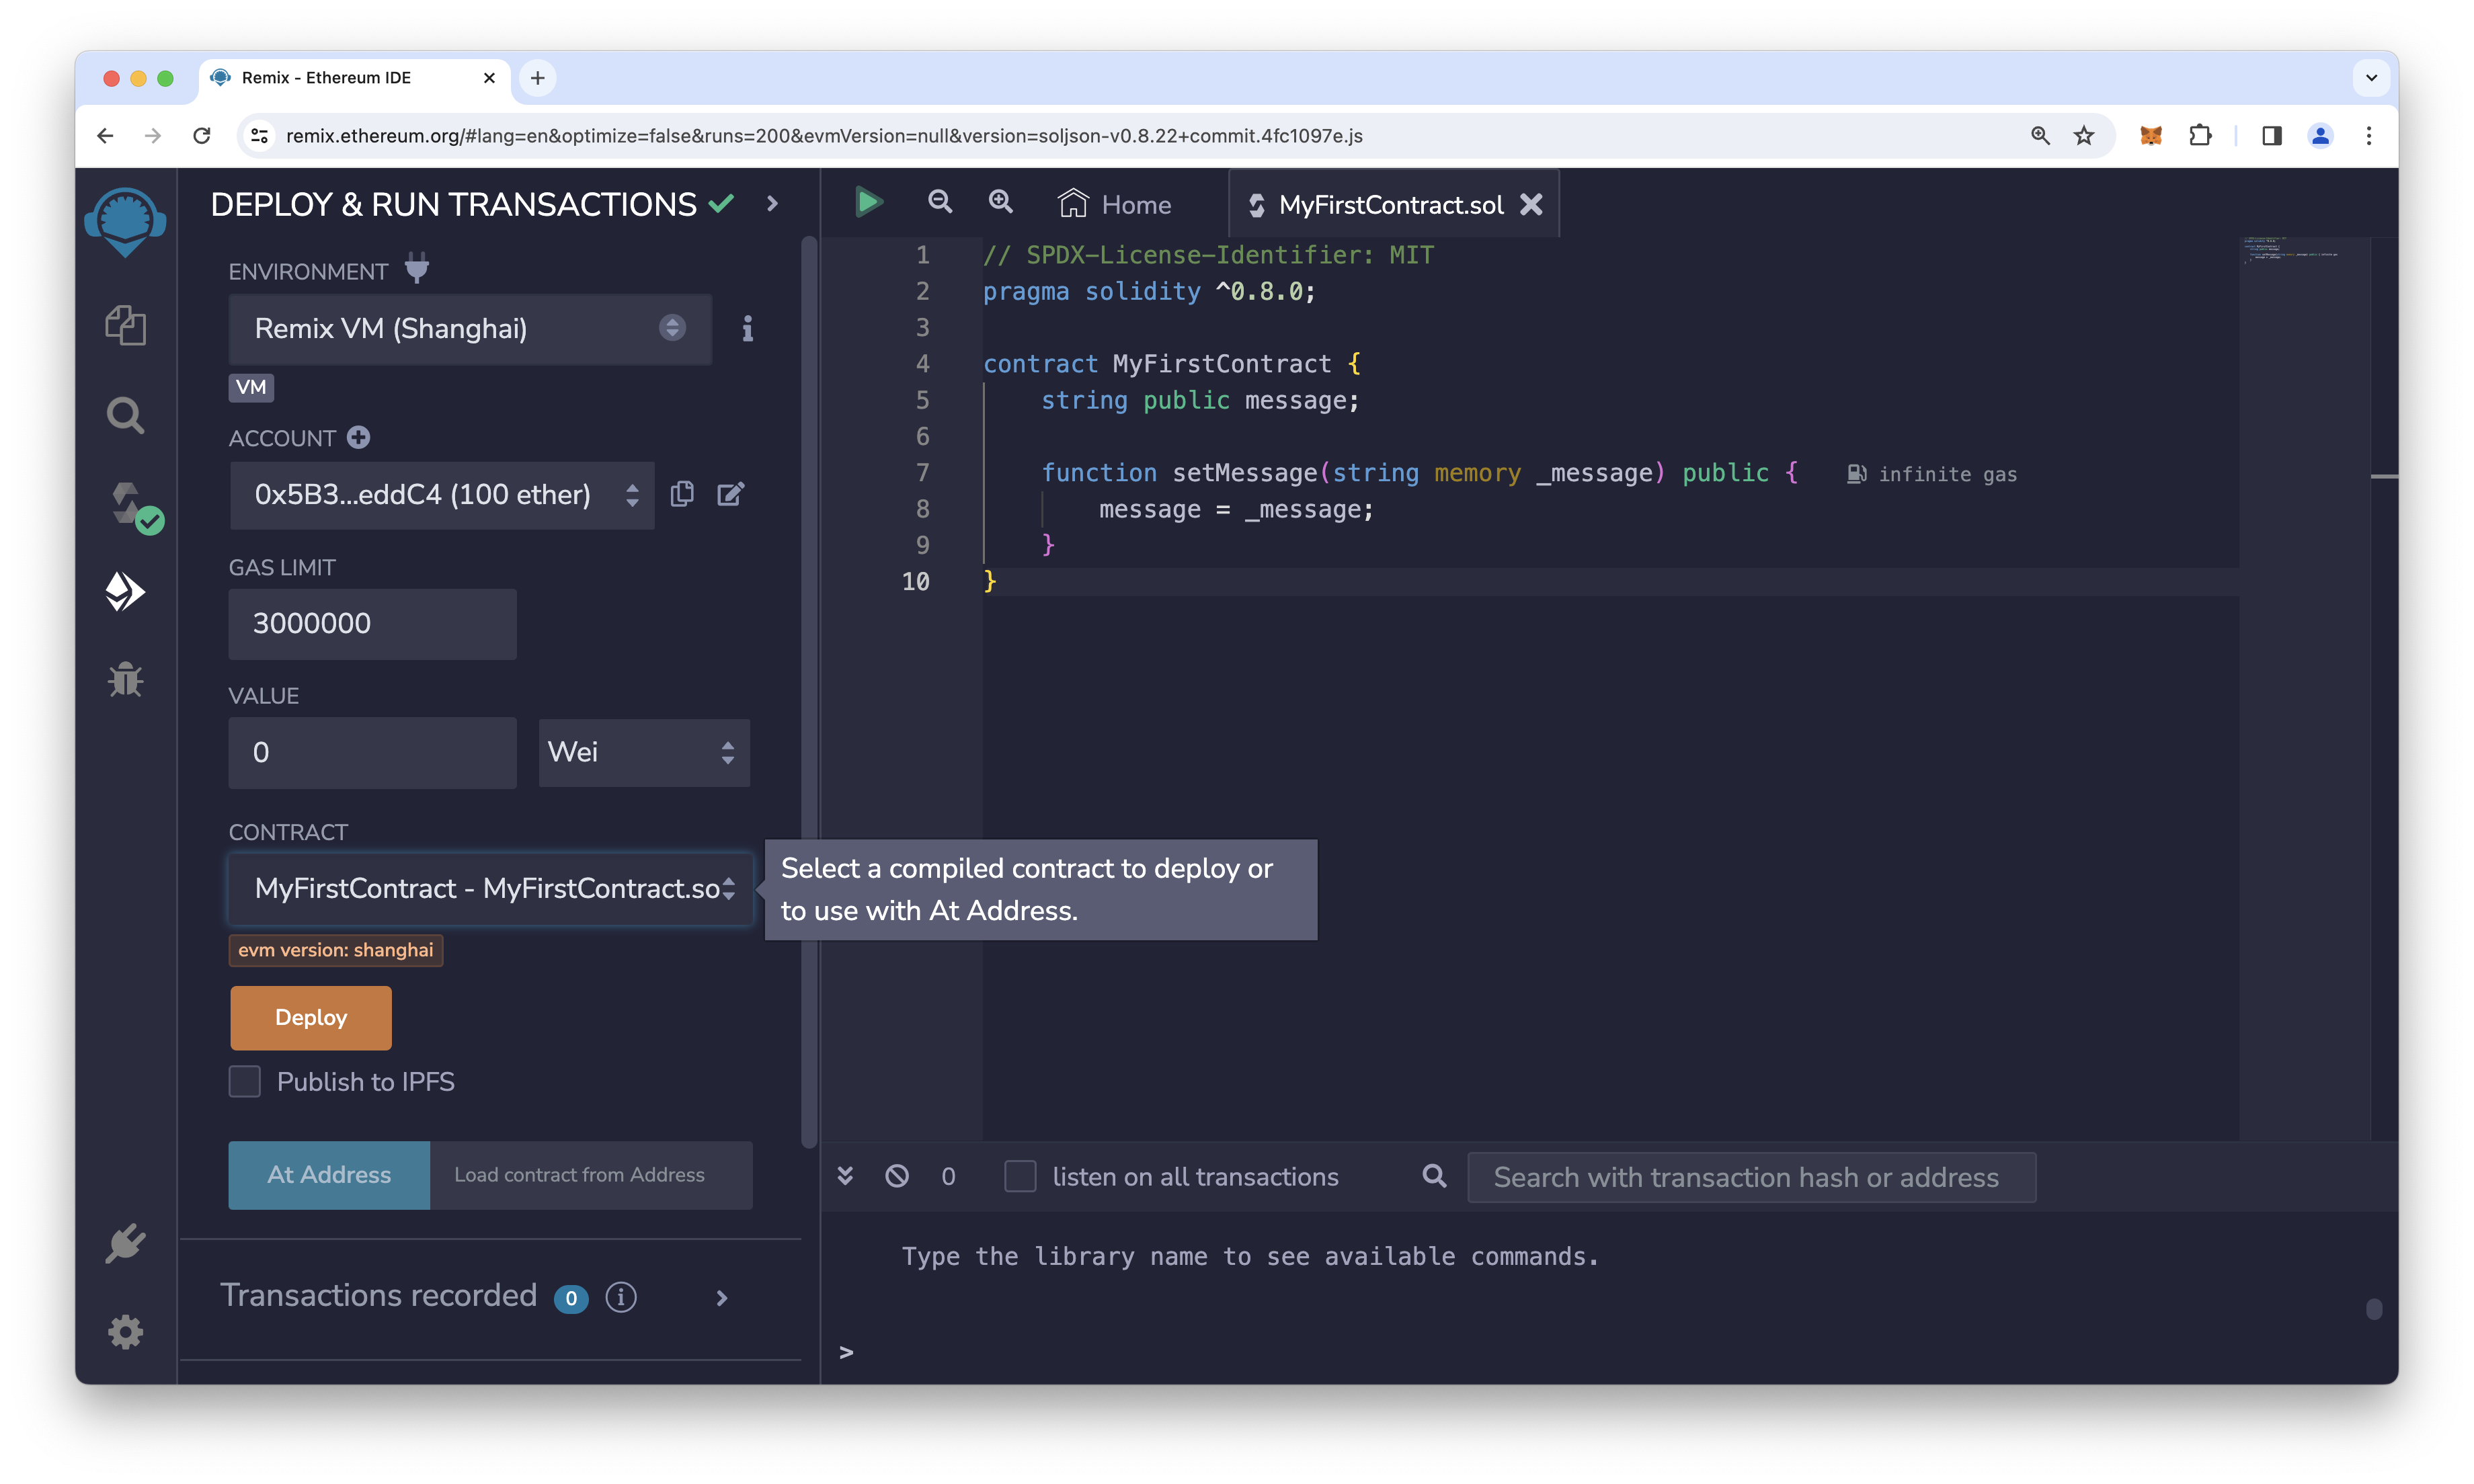 Remix - Ethereum IDE
remix.ethereum.org/#lang=en&optimize=false&runs=200&evmVersion=null&version=soljson-v0.8.22+commit.4fc1097e.js
DEPLOY & RUN TRANSACTIONS
ENVIRONMENT
Remix VM (Shanghai)
VM
ACCOUNT
0x5B3...eddC4 (100 ether)
GAS LIMIT
3000000
VALUE
0
Wei
CONTRACT
MyFirstContract - MyFirstContract.so
Select a compiled contract to deploy or
to use with At Address.
evm version: shanghai
Deploy
Publish to IPFS
At Address
Load contract from Address
Transactions recorded 0
Home
MyFirstContract.sol
1 // SPDX-License-Identifier: MIT
2 pragma solidity ^0.8.0;
3
4 contract MyFirstContract {
5 string public message;
6
7 function setMessage(string memory _message) public { infinite gas
8 message = _message;
9 }
10 }
0
listen on all transactions
Search with transaction hash or address
Type the library name to see available commands.
>